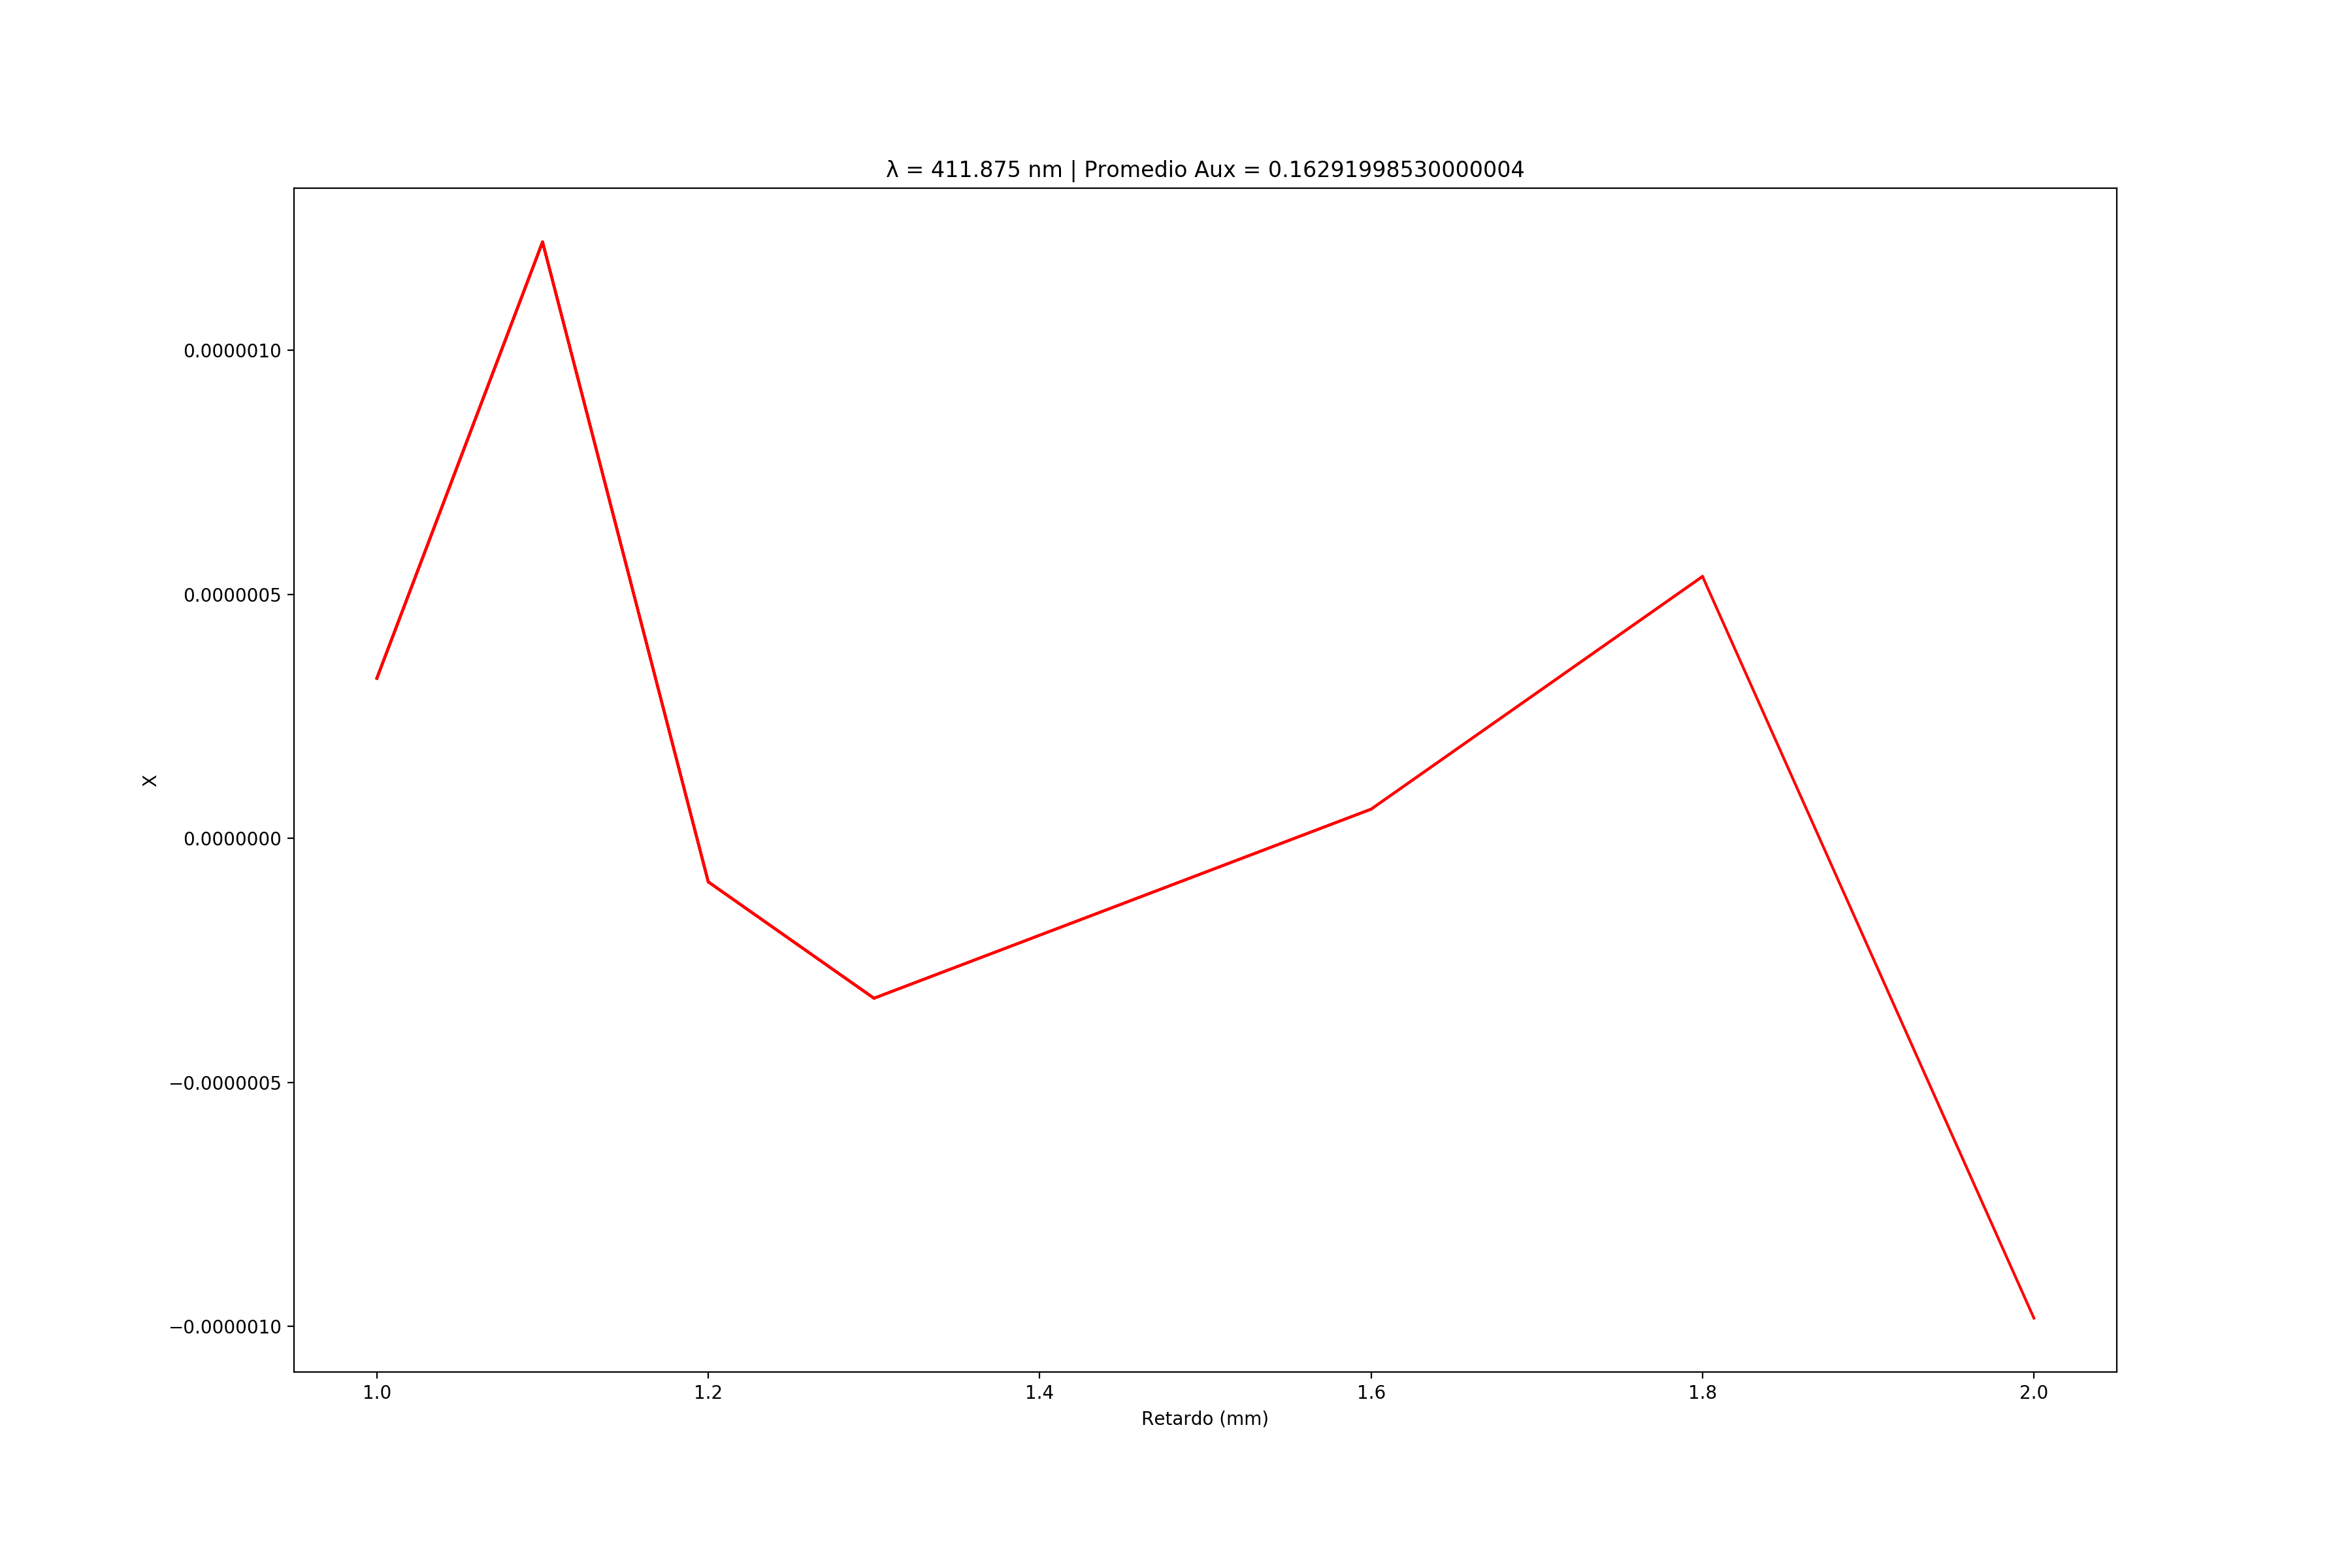 λ = 411.875 nm | Promedio Aux = 0.16291998530000004
0.0000010
0.0000005
0.0000000
−0.0000005
−0.0000010
X
1.0 1.2 1.4 1.6 1.8 2.0
Retardo (mm)